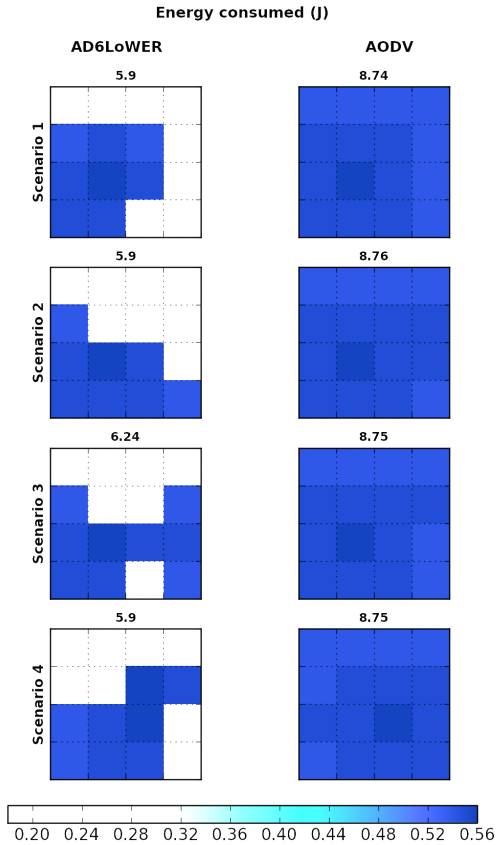 Energy consumed (J)
AD6LoWER AODV
5.9 8.74
Scenario 1
5.9 8.76
Scenario 2
6.24 8.75
Scenario 3
5.9 8.75
Scenario 4
0.20 0.24 0.28 0.32 0.36 0.40 0.44 0.48 0.52 0.56